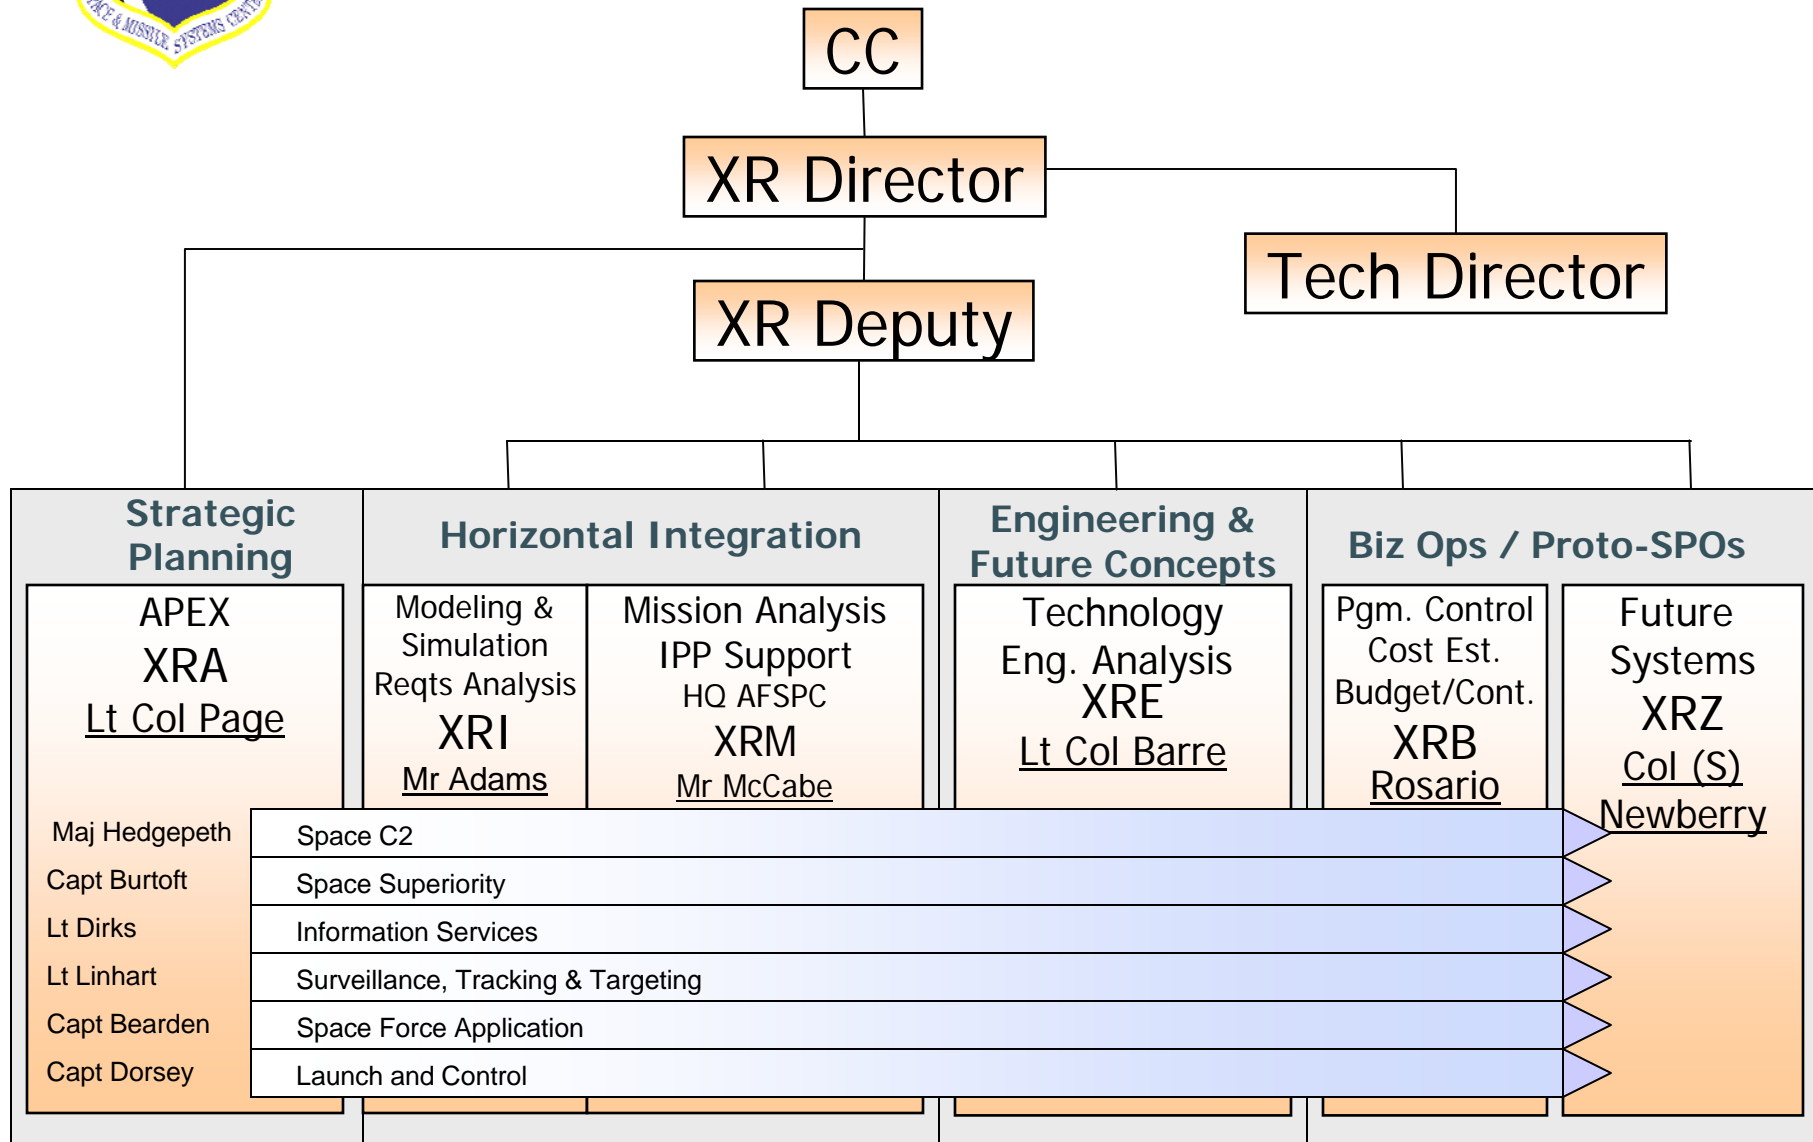 SPACE & MISSILE SYSTEMS CENTER
CC
XR Director
Tech Director
XR Deputy
Strategic
Planning
Horizontal Integration
Engineering &
Future Concepts
Biz Ops / Proto-SPOs
APEX
XRA
Lt Col Page
Modeling &
Simulation
Reqts Analysis
XRI
Mr Adams
Mission Analysis
IPP Support
HQ AFSPC
XRM
Mr McCabe
Technology
Eng. Analysis
XRE
Lt Col Barre
Pgm. Control
Cost Est.
Budget/Cont.
XRB
Rosario
Future
Systems
XRZ
Col (S)
Newberry
Maj Hedgepeth
Space C2
Capt Burtoft
Space Superiority
Lt Dirks
Information Services
Lt Linhart
Surveillance, Tracking & Targeting
Capt Bearden
Space Force Application
Capt Dorsey
Launch and Control